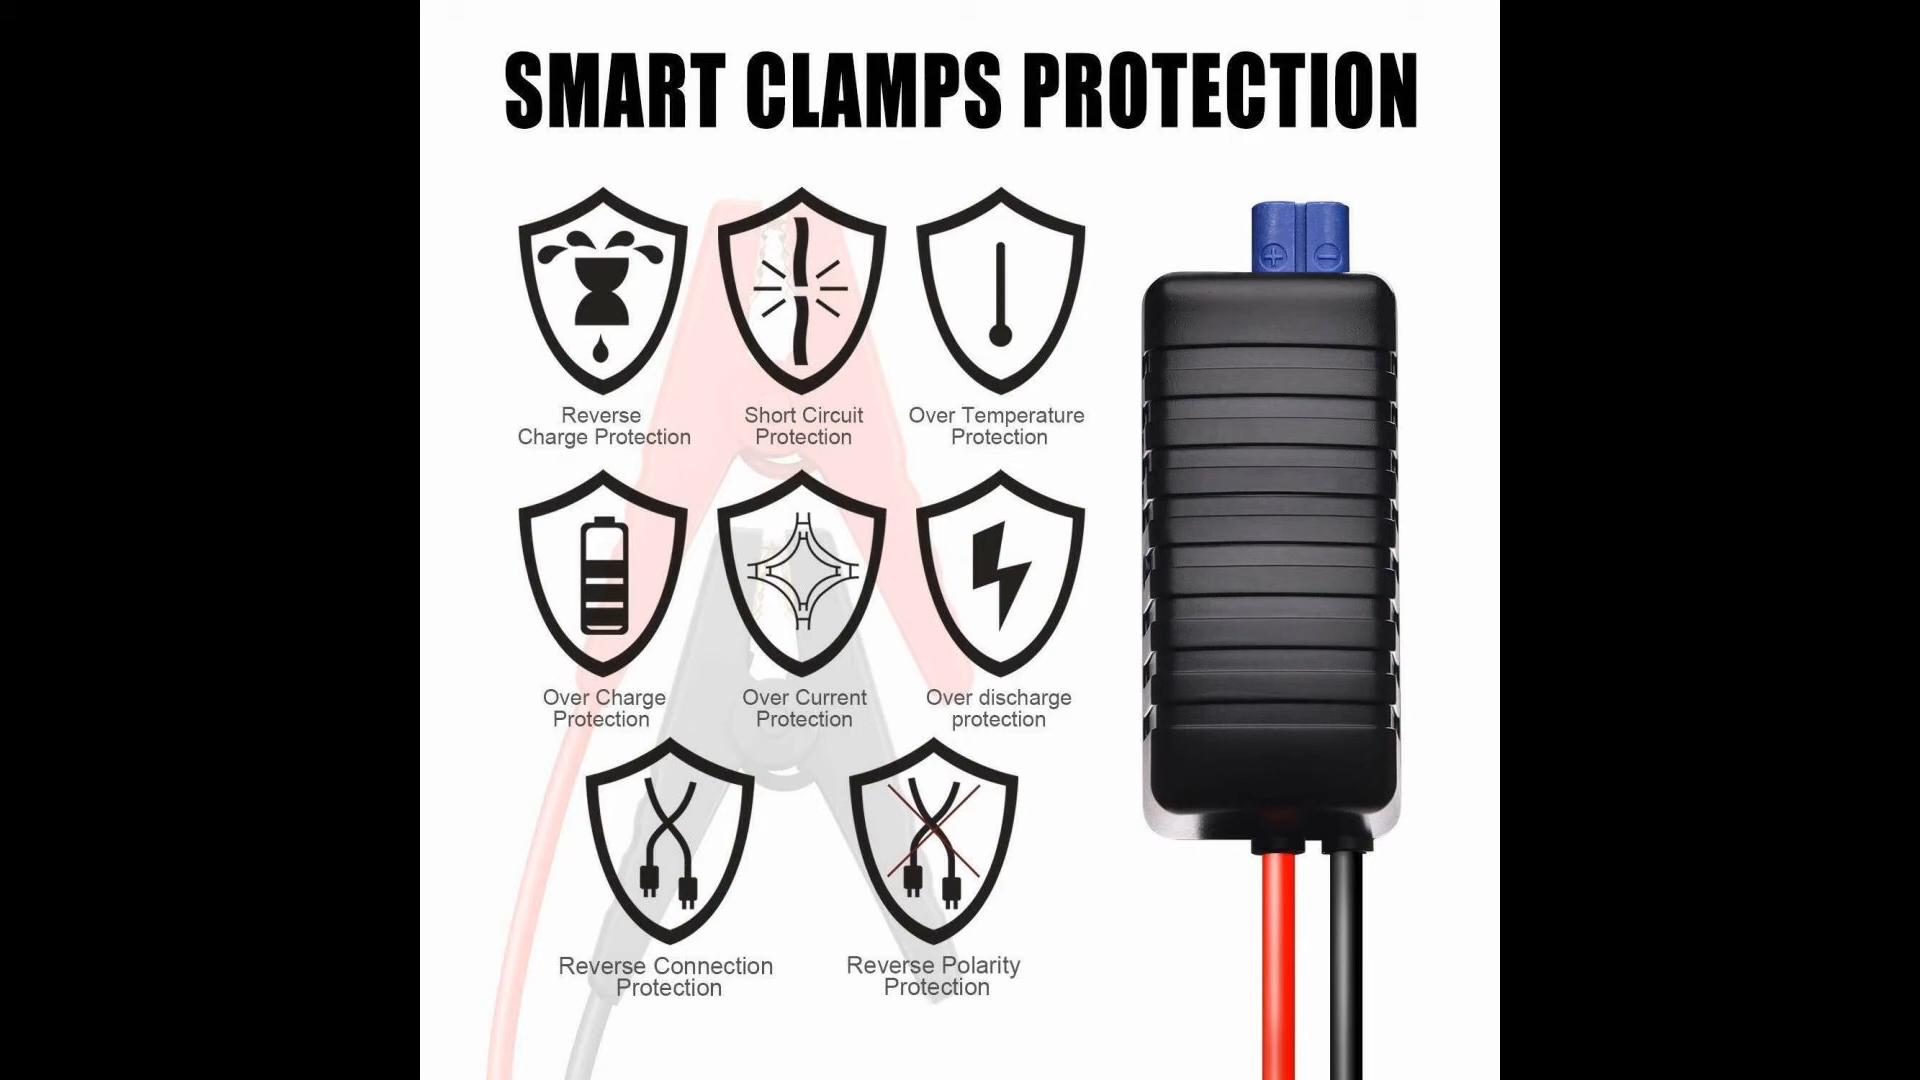 SMART CLAMPS PROTECTION
Reverse
Charge Protection
Short Circuit
Protection
Over Temperature
Protection
Over Charge
Protection
Over Current
Protection
Over discharge
protection
Reverse Connection
Protection
Reverse Polarity
Protection
+ −